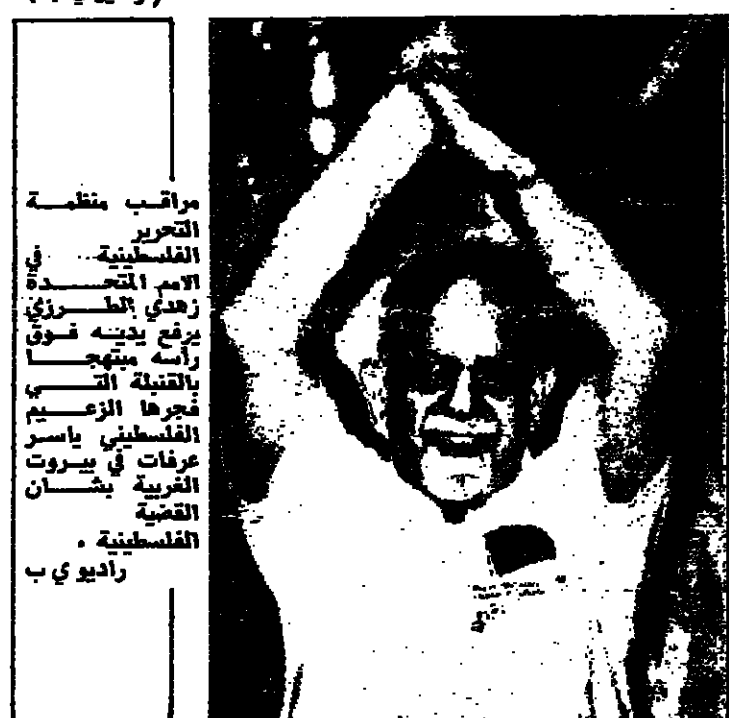 مراقب منظمة
التحرير
الفلسطينية في
الامم المتحدة
زهدي الطرزي
يرفع يديه فوق
رأسه مبتهجا
بالقنبلة التي
فجرها الزعيم
الفلسطيني ياسر
عرفات في بيروت
الغربية بشان
القضية
الفلسطينية .
راديو ي ب